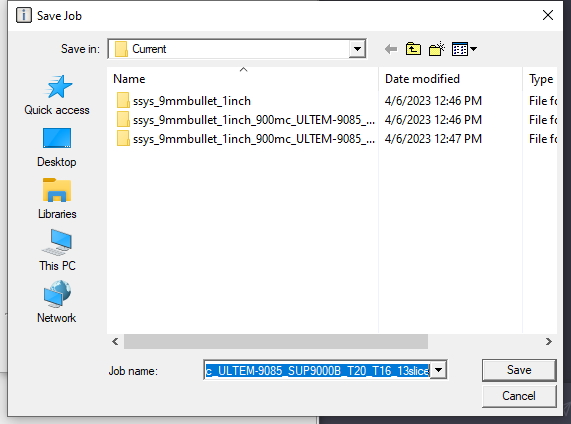 Save Job
Save in: Current
Name Date modified Type
ssys_9mmbullet_1inch 4/6/2023 12:46 PM File fo
ssys_9mmbullet_1inch_900mc_ULTEM-9085_... 4/6/2023 12:46 PM File fo
ssys_9mmbullet_1inch_900mc_ULTEM-9085_... 4/6/2023 12:47 PM File fo
Quick access
Desktop
Libraries
This PC
Network
Job name: c_ULTEM-9085_SUP9000B_T20_T16_13slice Save
Cancel